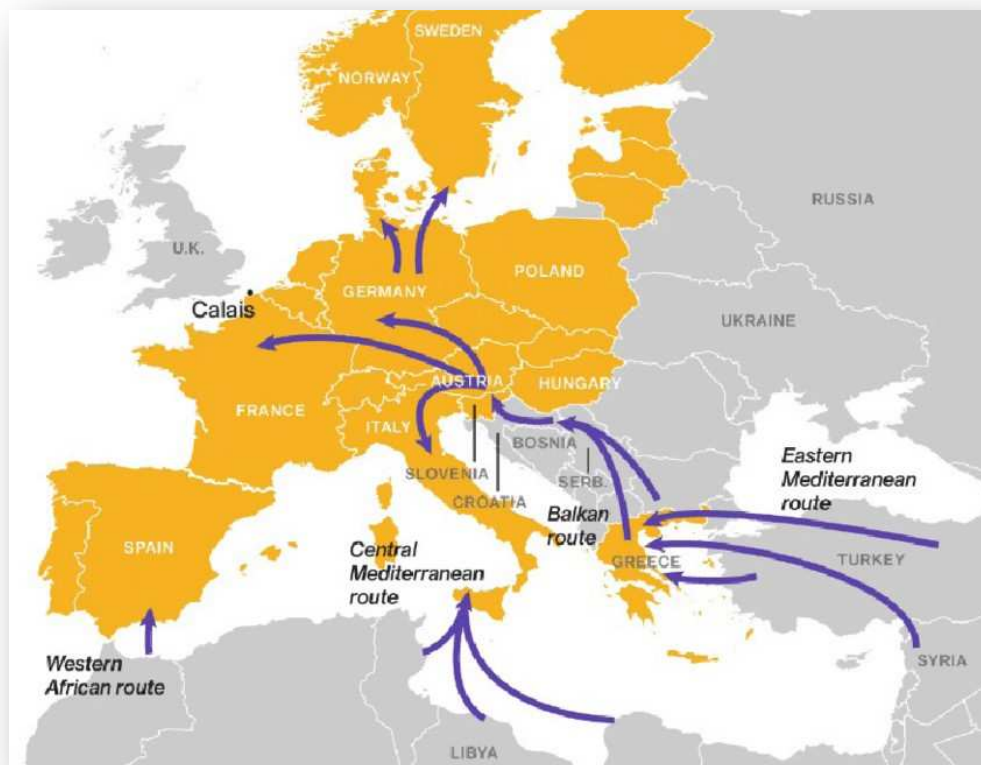 SWEDEN
NORWAY
RUSSIA
U.K.
POLAND
GERMANY
Calais
UKRAINE
AUSTRIA
HUNGARY
FRANCE
ITALY
BOSNIA
SLOVENIA
SERB.
CROATIA
Eastern
Mediterranean
route
Balkan
route
SPAIN
Central
Mediterranean
route
GREECE
TURKEY
Western
African route
SYRIA
LIBYA